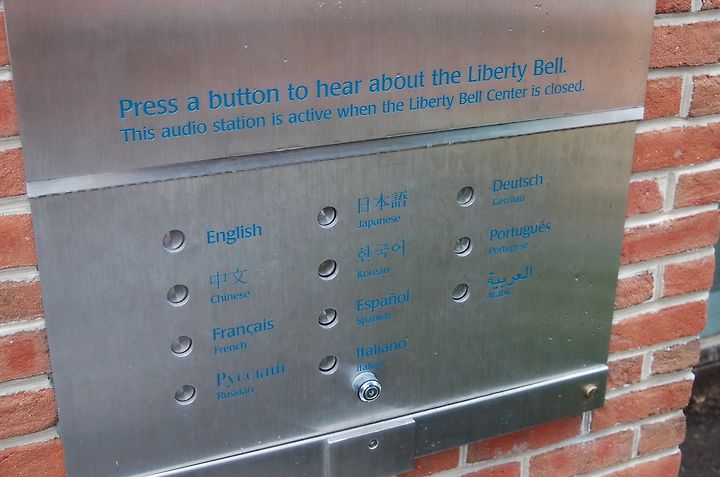 Press a button to hear about the Liberty Bell.
This audio station is active when the Liberty Bell Center is closed.
English
中文
Chinese
Français
French
Русский
Russian
日本語
Japanese
한국어
Korean
Español
Spanish
Italiano
Italian
Deutsch
German
Português
Portugese
العربية
Arabic